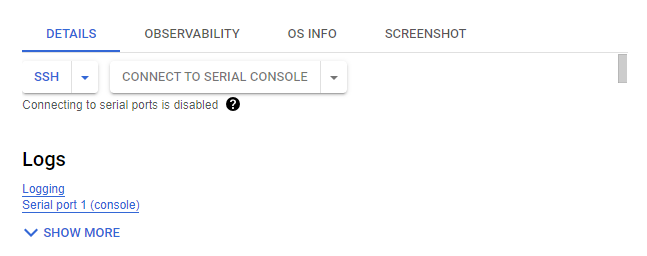 DETAILS OBSERVABILITY OS INFO SCREENSHOT
SSH CONNECT TO SERIAL CONSOLE
Connecting to serial ports is disabled ?
Logs
Logging
Serial port 1 (console)
SHOW MORE